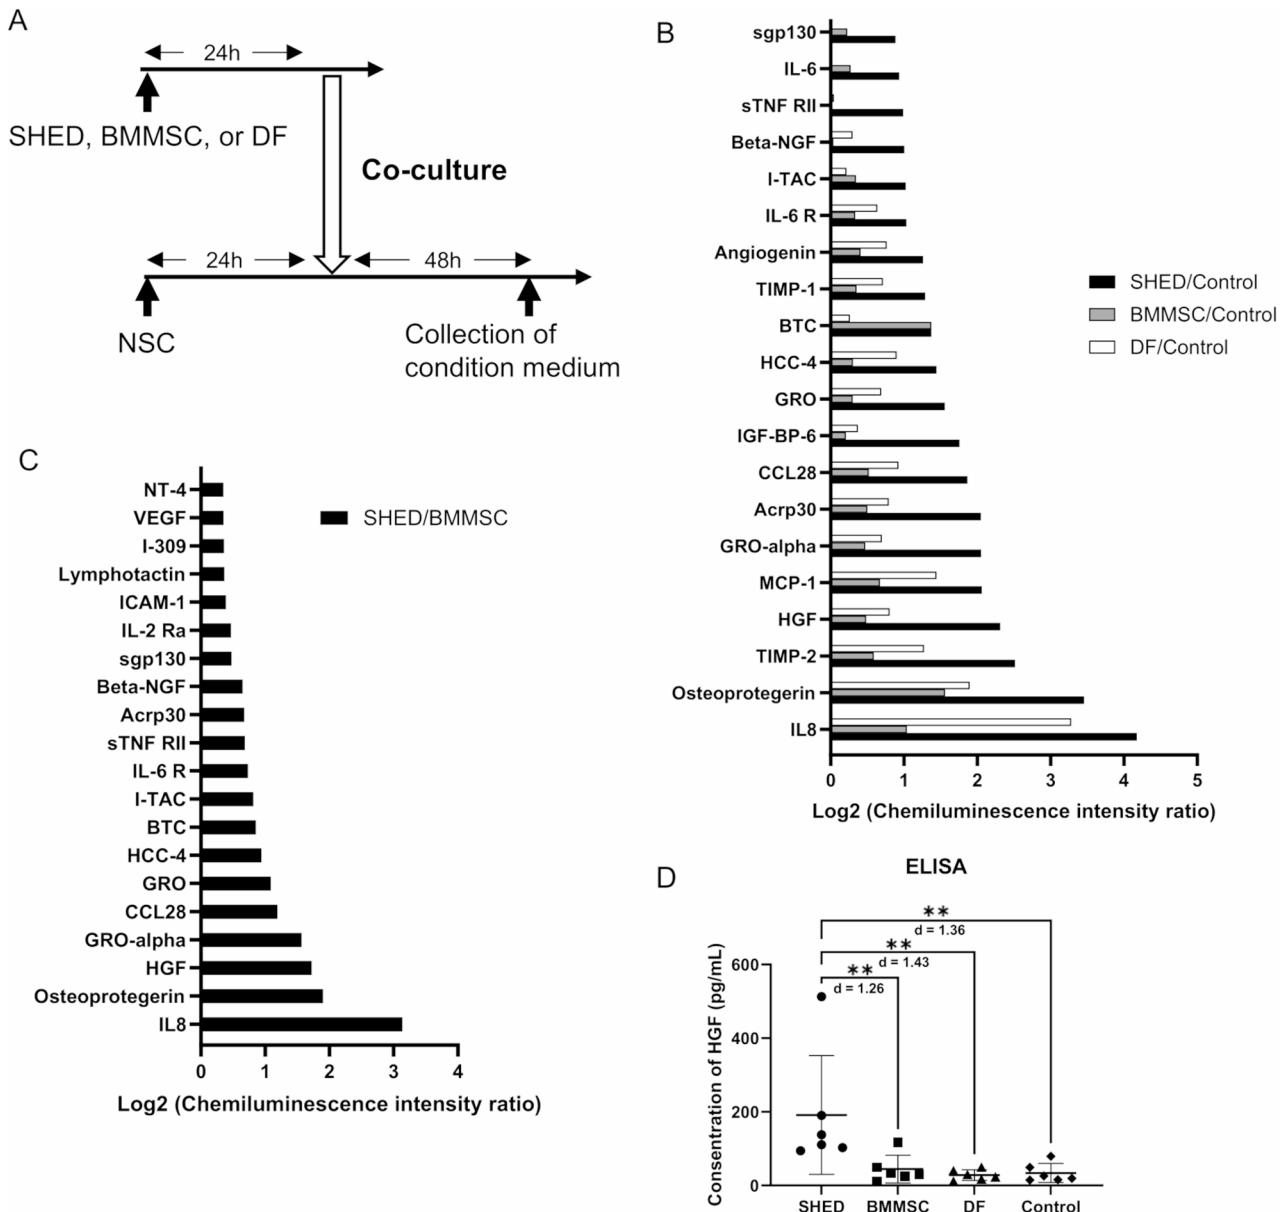 A
24h
SHED, BMMSC, or DF
Co-culture
24h
48h
NSC
Collection of
condition medium
B
sgp130
IL-6
sTNF RII
Beta-NGF
I-TAC
IL-6 R
Angiogenin
TIMP-1
BTC
HCC-4
GRO
IGF-BP-6
CCL28
Acrp30
GRO-alpha
MCP-1
HGF
TIMP-2
Osteoprotegerin
IL8
0 1 2 3 4 5
Log2 (Chemiluminescence intensity ratio)
SHED/Control
BMMSC/Control
DF/Control
C
NT-4
VEGF
I-309
Lymphotactin
ICAM-1
IL-2 Ra
sgp130
Beta-NGF
Acrp30
sTNF RII
IL-6 R
I-TAC
BTC
HCC-4
GRO
CCL28
GRO-alpha
HGF
Osteoprotegerin
IL8
0 1 2 3 4
Log2 (Chemiluminescence intensity ratio)
SHED/BMMSC
D
ELISA
**
d = 1.36
**
d = 1.43
**
d = 1.26
Consentration of HGF (pg/mL)
600
400
200
0
SHED BMMSC DF Control